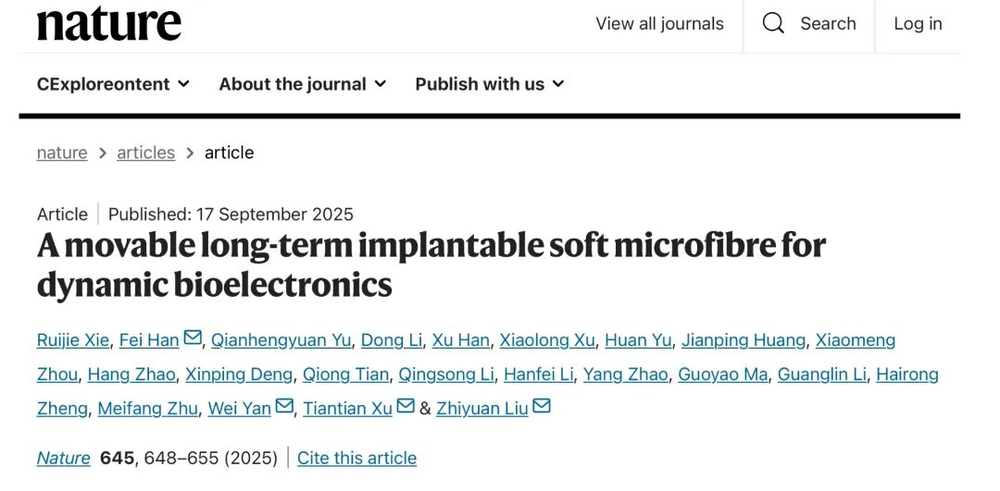 nature
View all journals Search Log in
CExploreontent About the journal Publish with us
nature > articles > article
Article | Published: 17 September 2025
A movable long-term implantable soft microfibre for
dynamic bioelectronics
Ruijie Xie, Fei Han, Qianhengyuan Yu, Dong Li, Xu Han, Xiaolong Xu, Huan Yu, Jianping Huang, Xiaomeng
Zhou, Hang Zhao, Xinping Deng, Qiong Tian, Qingsong Li, Hanfei Li, Yang Zhao, Guoyao Ma, Guanglin Li, Hairong
Zheng, Meifang Zhu, Wei Yan, Tiantian Xu & Zhiyuan Liu
Nature 645, 648–655 (2025) | Cite this article